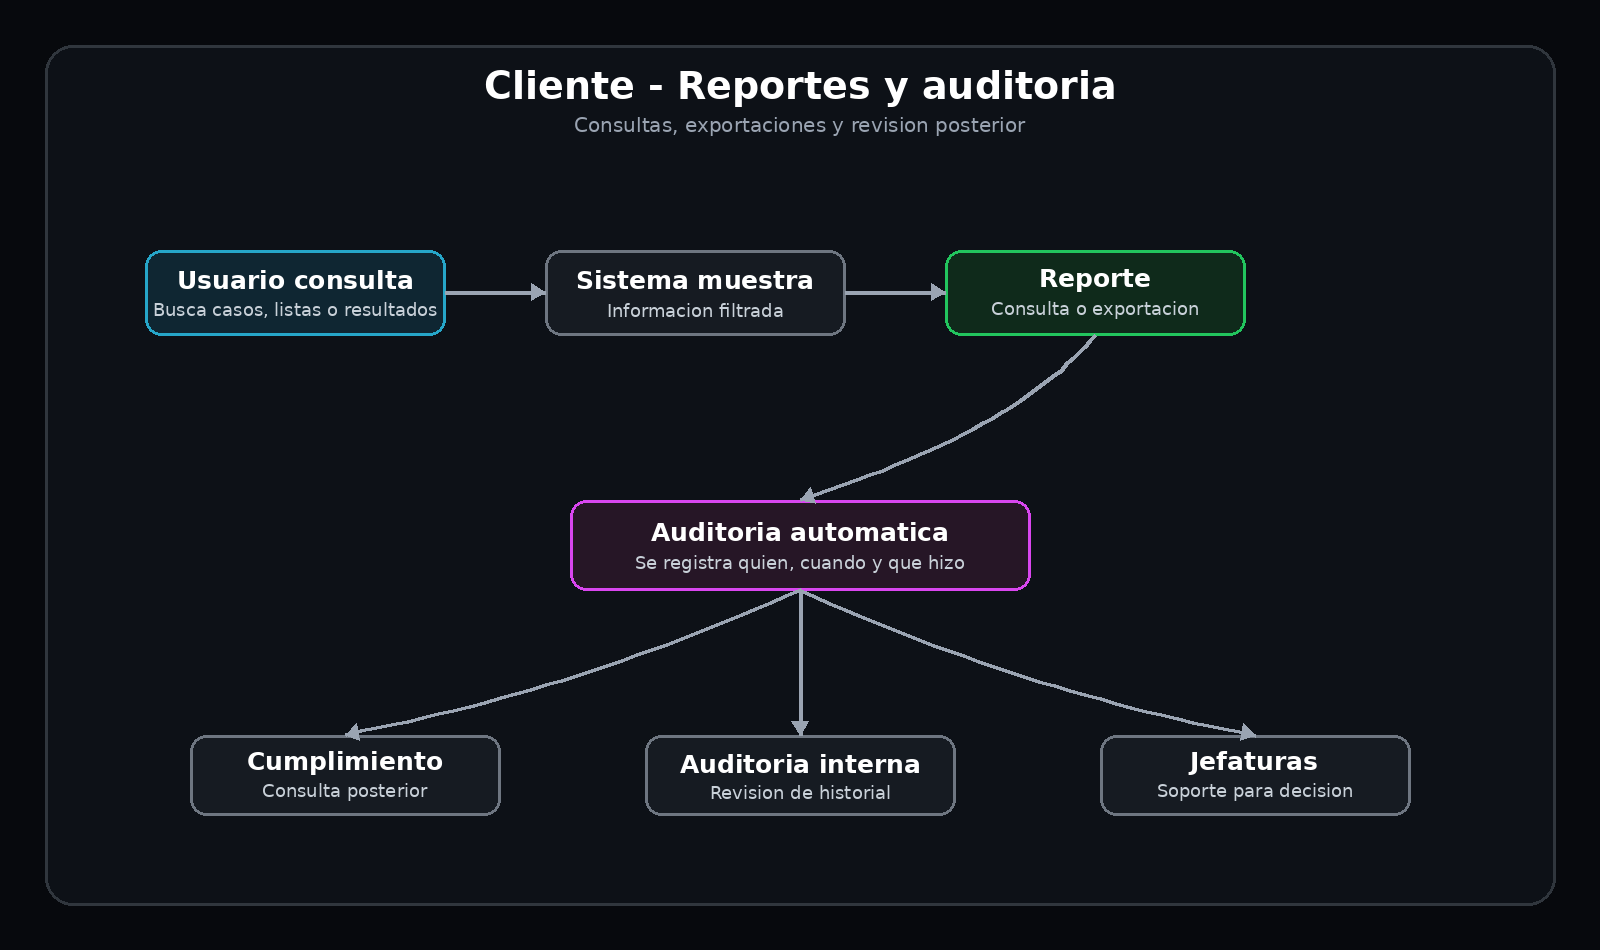 Cliente - Reportes y auditoria
Consultas, exportaciones y revision posterior
Usuario consulta
Busca casos, listas o resultados
Sistema muestra
Informacion filtrada
Reporte
Consulta o exportacion
Auditoria automatica
Se registra quien, cuando y que hizo
Cumplimiento
Consulta posterior
Auditoria interna
Revision de historial
Jefaturas
Soporte para decision